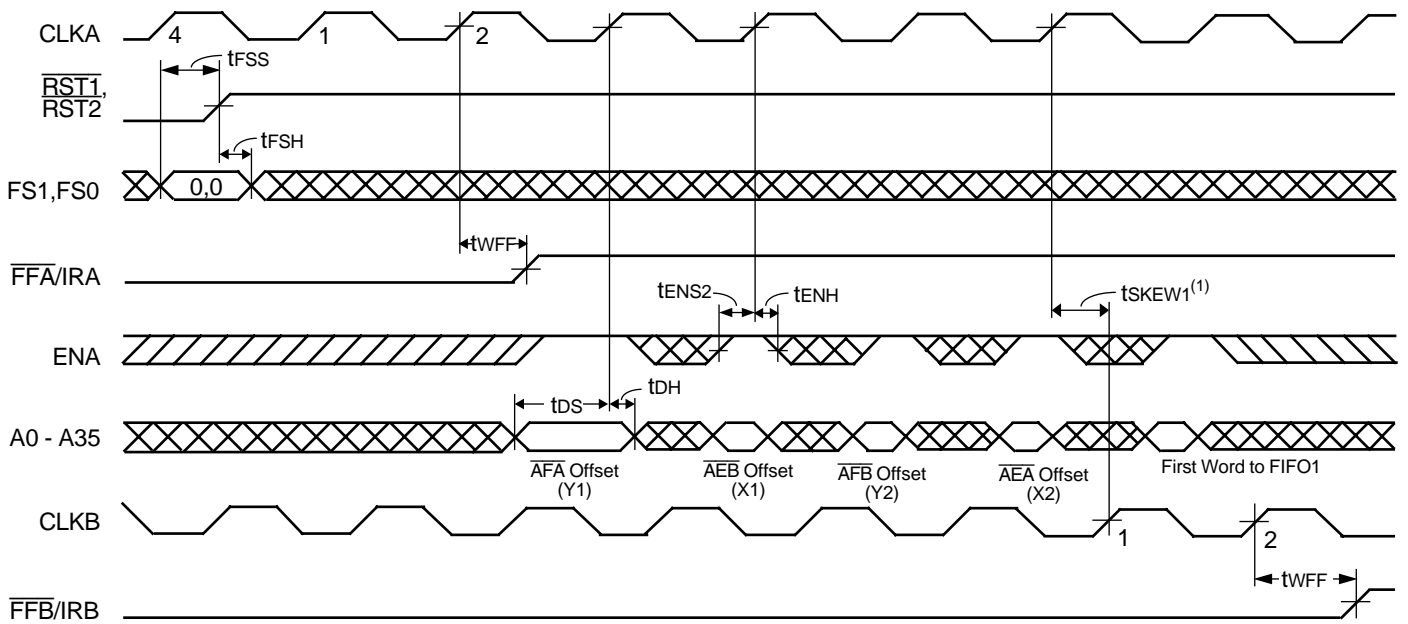 CLKA
4 1 2
tFSS
RST1,
RST2
tFSH
FS1,FS0
0,0
tWFF
FFA/IRA
tENS2 tENH tSKEW1(1)
ENA
tDS tDH
A0 - A35
AFA Offset
(Y1)
AEB Offset
(X1)
AFB Offset
(Y2)
AEA Offset
(X2)
First Word to FIFO1
CLKB
1 2
tWFF
FFB/IRB